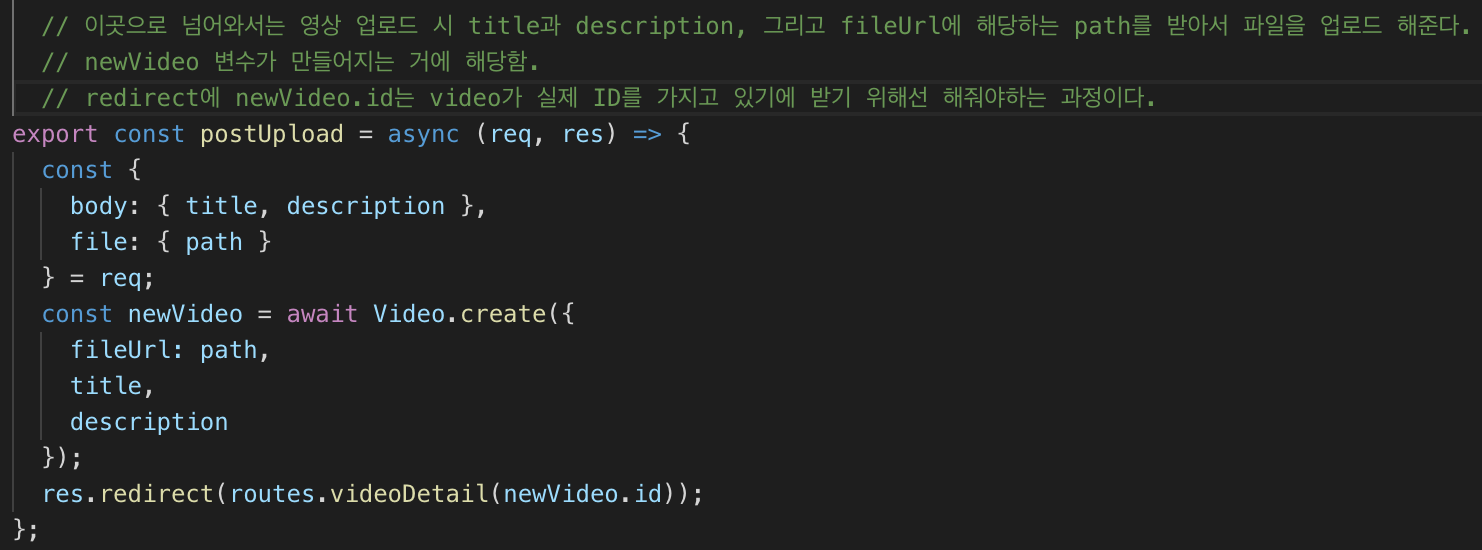 // 이곳으로 넘어와서는 영상 업로드 시 title과 description, 그리고 fileUrl에 해당하는 path를 받아서 파일을 업로드 해준다.
// newVideo 변수가 만들어지는 거에 해당함.
// redirect에 newVideo.id는 video가 실제 ID를 가지고 있기에 받기 위해선 해줘야하는 과정이다.
export const postUpload = async (req, res) => {
const {
body: { title, description },
file: { path }
} = req;
const newVideo = await Video.create({
fileUrl: path,
title,
description
});
res.redirect(routes.videoDetail(newVideo.id));
};